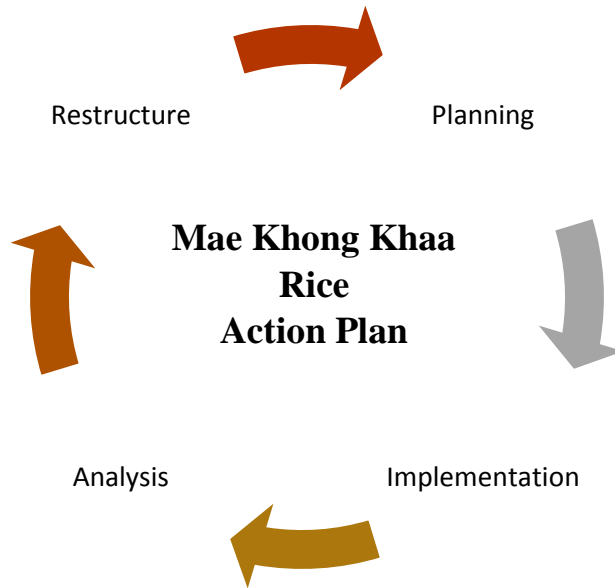 Restructure
Planning
Mae Khong Khaa
Rice
Action Plan
Analysis
Implementation